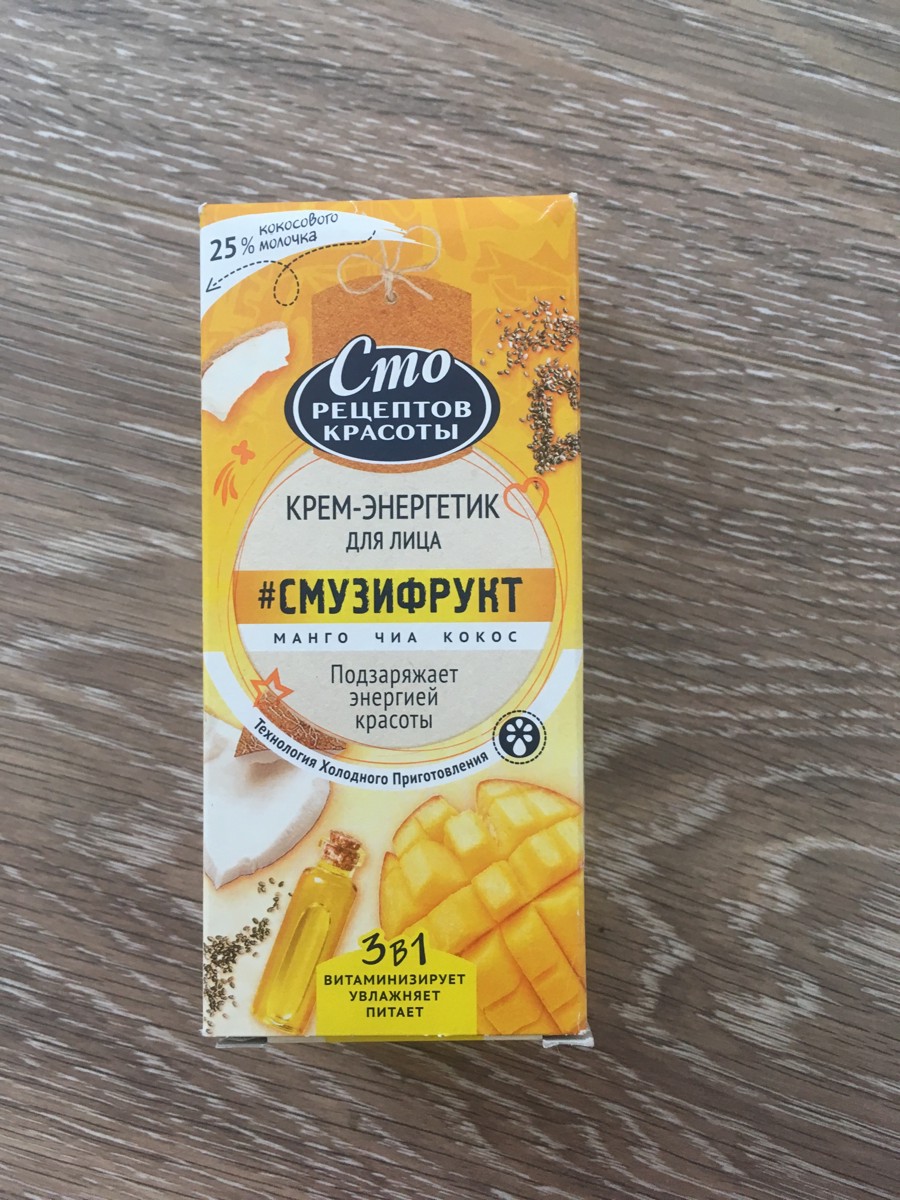 25% кокосового
молочка
Сто
РЕЦЕПТОВ
КРАСОТЫ
КРЕМ-ЭНЕРГЕТИК
ДЛЯ ЛИЦА
#СМУЗИФРУКТ
МАНГО ЧИА КОКОС
Подзаряжает
энергией
красоты
Технология Холодного Приготовления
3в1
ВИТАМИНИЗИРУЕТ
УВЛАЖНЯЕТ
ПИТАЕТ